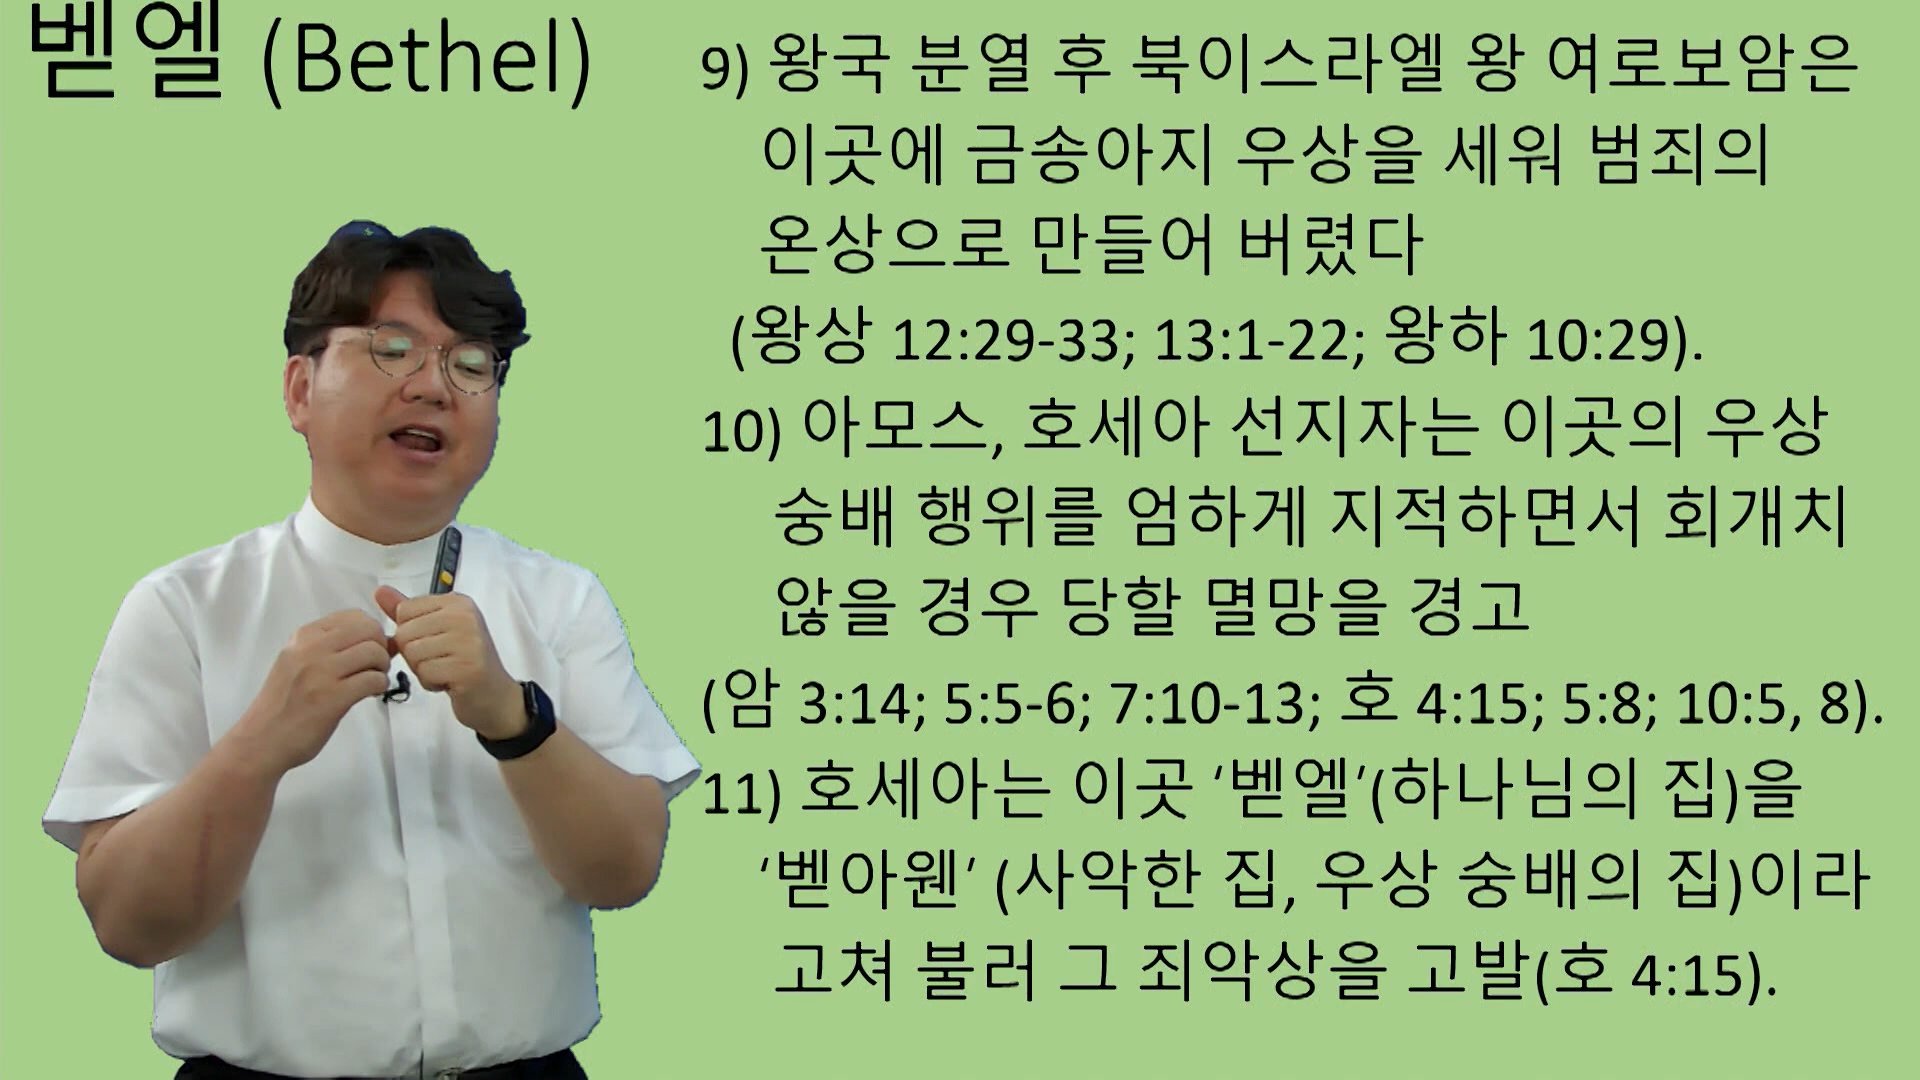 벧엘 (Bethel)
9) 왕국 분열 후 북이스라엘 왕 여로보암은
이곳에 금송아지 우상을 세워 범죄의
온상으로 만들어 버렸다
(왕상 12:29-33; 13:1-22; 왕하 10:29).
10) 아모스, 호세아 선지자는 이곳의 우상
숭배 행위를 엄하게 지적하면서 회개치
않을 경우 당할 멸망을 경고
(암 3:14; 5:5-6; 7:10-13; 호 4:15; 5:8; 10:5, 8).
11) 호세아는 이곳 ‘벧엘’(하나님의 집)을
‘벧아웬’ (사악한 집, 우상 숭배의 집)이라
고쳐 불러 그 죄악상을 고발(호 4:15).